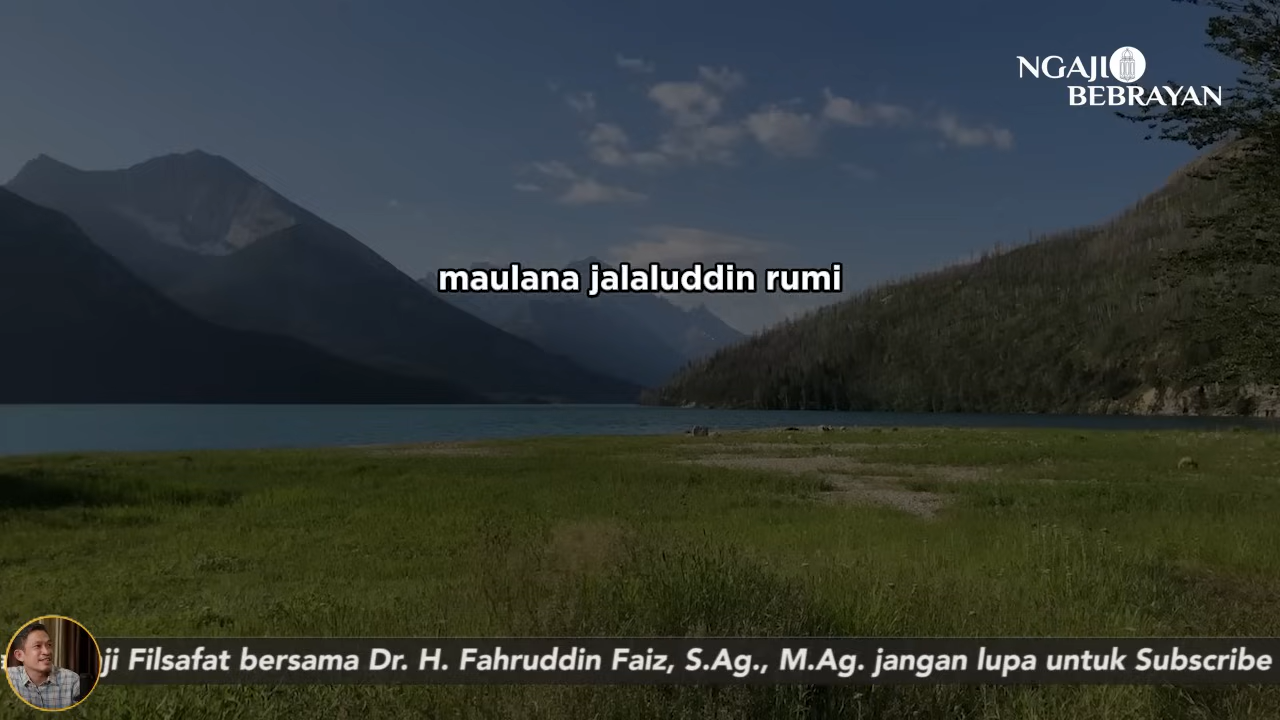 NGAJI
BEBRAYAN
maulana jalaluddin rumi
ji Filsafat bersama Dr. H. Fahruddin Faiz, S.Ag., M.Ag. jangan lupa untuk Subscribe